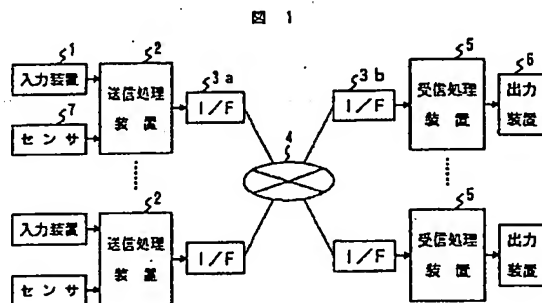 図 1
1
入力装置
2
送信処理
装置
7
センサ
3a
I/F
3b
I/F
4
5
受信処理
装置
6
出力
装置
入力装置
2
送信処理
装置
センサ
I/F
I/F
5
受信処理
装置
出力
装置